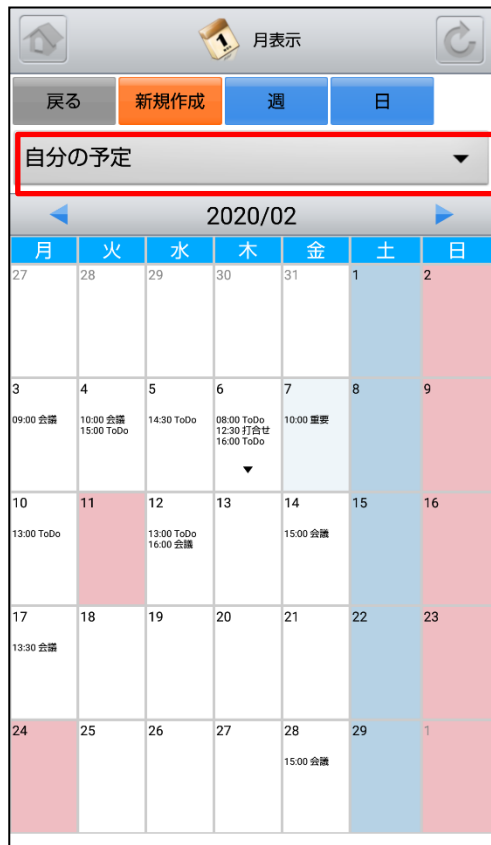 月表示
戻る 新規作成 週 日
自分の予定
2020/02
月 火 水 木 金 土 日
27 28 29 30 31 1 2
3 4 5 6 7 8 9
09:00 会議 10:00 会議 14:30 ToDo 08:00 ToDo 10:00 重要
15:00 ToDo 12:30 打合せ
16:00 ToDo
10 11 12 13 14 15 16
13:00 ToDo 13:00 ToDo 15:00 会議
16:00 会議
17 18 19 20 21 22 23
13:30 会議
24 25 26 27 28 29 1
15:00 会議